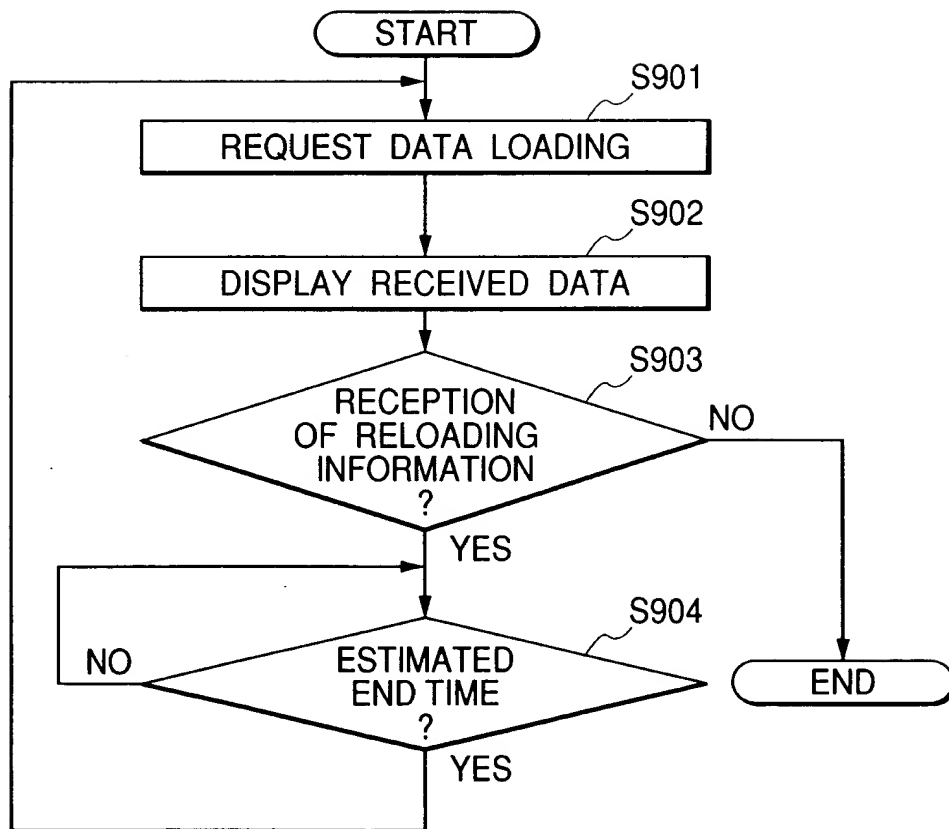 START
S901
REQUEST DATA LOADING
S902
DISPLAY RECEIVED DATA
S903
RECEPTION
OF RELOADING
INFORMATION
?
NO
YES
S904
ESTIMATED
END TIME
?
NO
YES
END